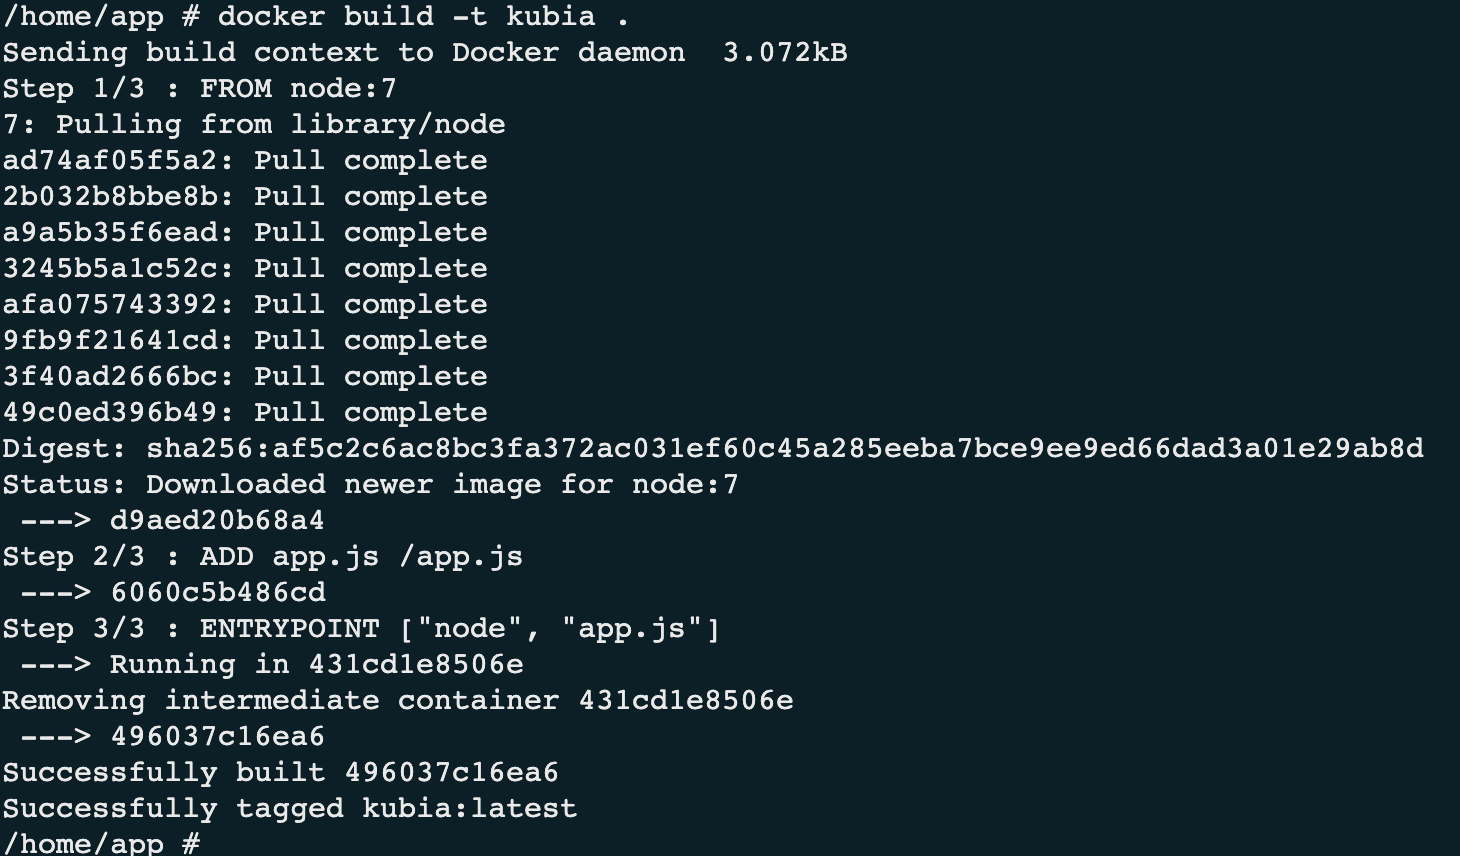 /home/app # docker build -t kubia .
Sending build context to Docker daemon  3.072kB
Step 1/3 : FROM node:7
7: Pulling from library/node
ad74af05f5a2: Pull complete
2b032b8bbe8b: Pull complete
a9a5b35f6ead: Pull complete
3245b5a1c52c: Pull complete
afa075743392: Pull complete
9fb9f21641cd: Pull complete
3f40ad2666bc: Pull complete
49c0ed396b49: Pull complete
Digest: sha256:af5c2c6ac8bc3fa372ac031ef60c45a285eeba7bce9ee9ed66dad3a01e29ab8d
Status: Downloaded newer image for node:7
 ---> d9aed20b68a4
Step 2/3 : ADD app.js /app.js
 ---> 6060c5b486cd
Step 3/3 : ENTRYPOINT ["node", "app.js"]
 ---> Running in 431cd1e8506e
Removing intermediate container 431cd1e8506e
 ---> 496037c16ea6
Successfully built 496037c16ea6
Successfully tagged kubia:latest
/home/app #